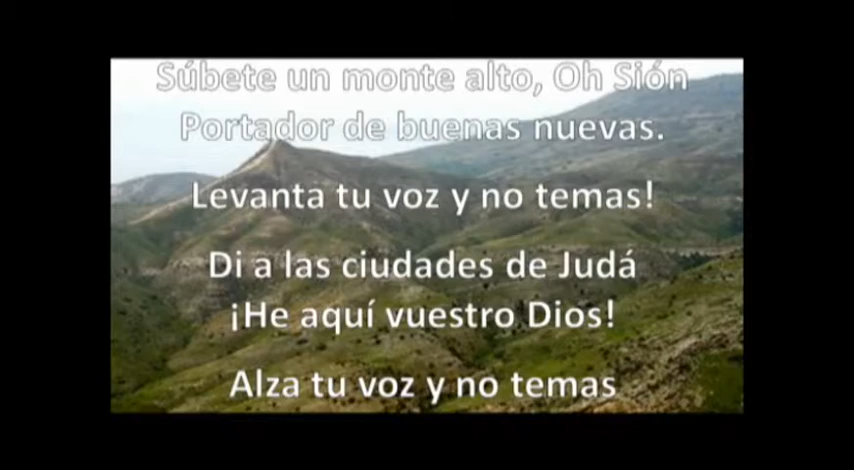 Súbete un monte alto, Oh Sión
Portador de buenas nuevas.
Levanta tu voz y no temas!
Di a las ciudades de Judá
¡He aquí vuestro Dios!
Alza tu voz y no temas